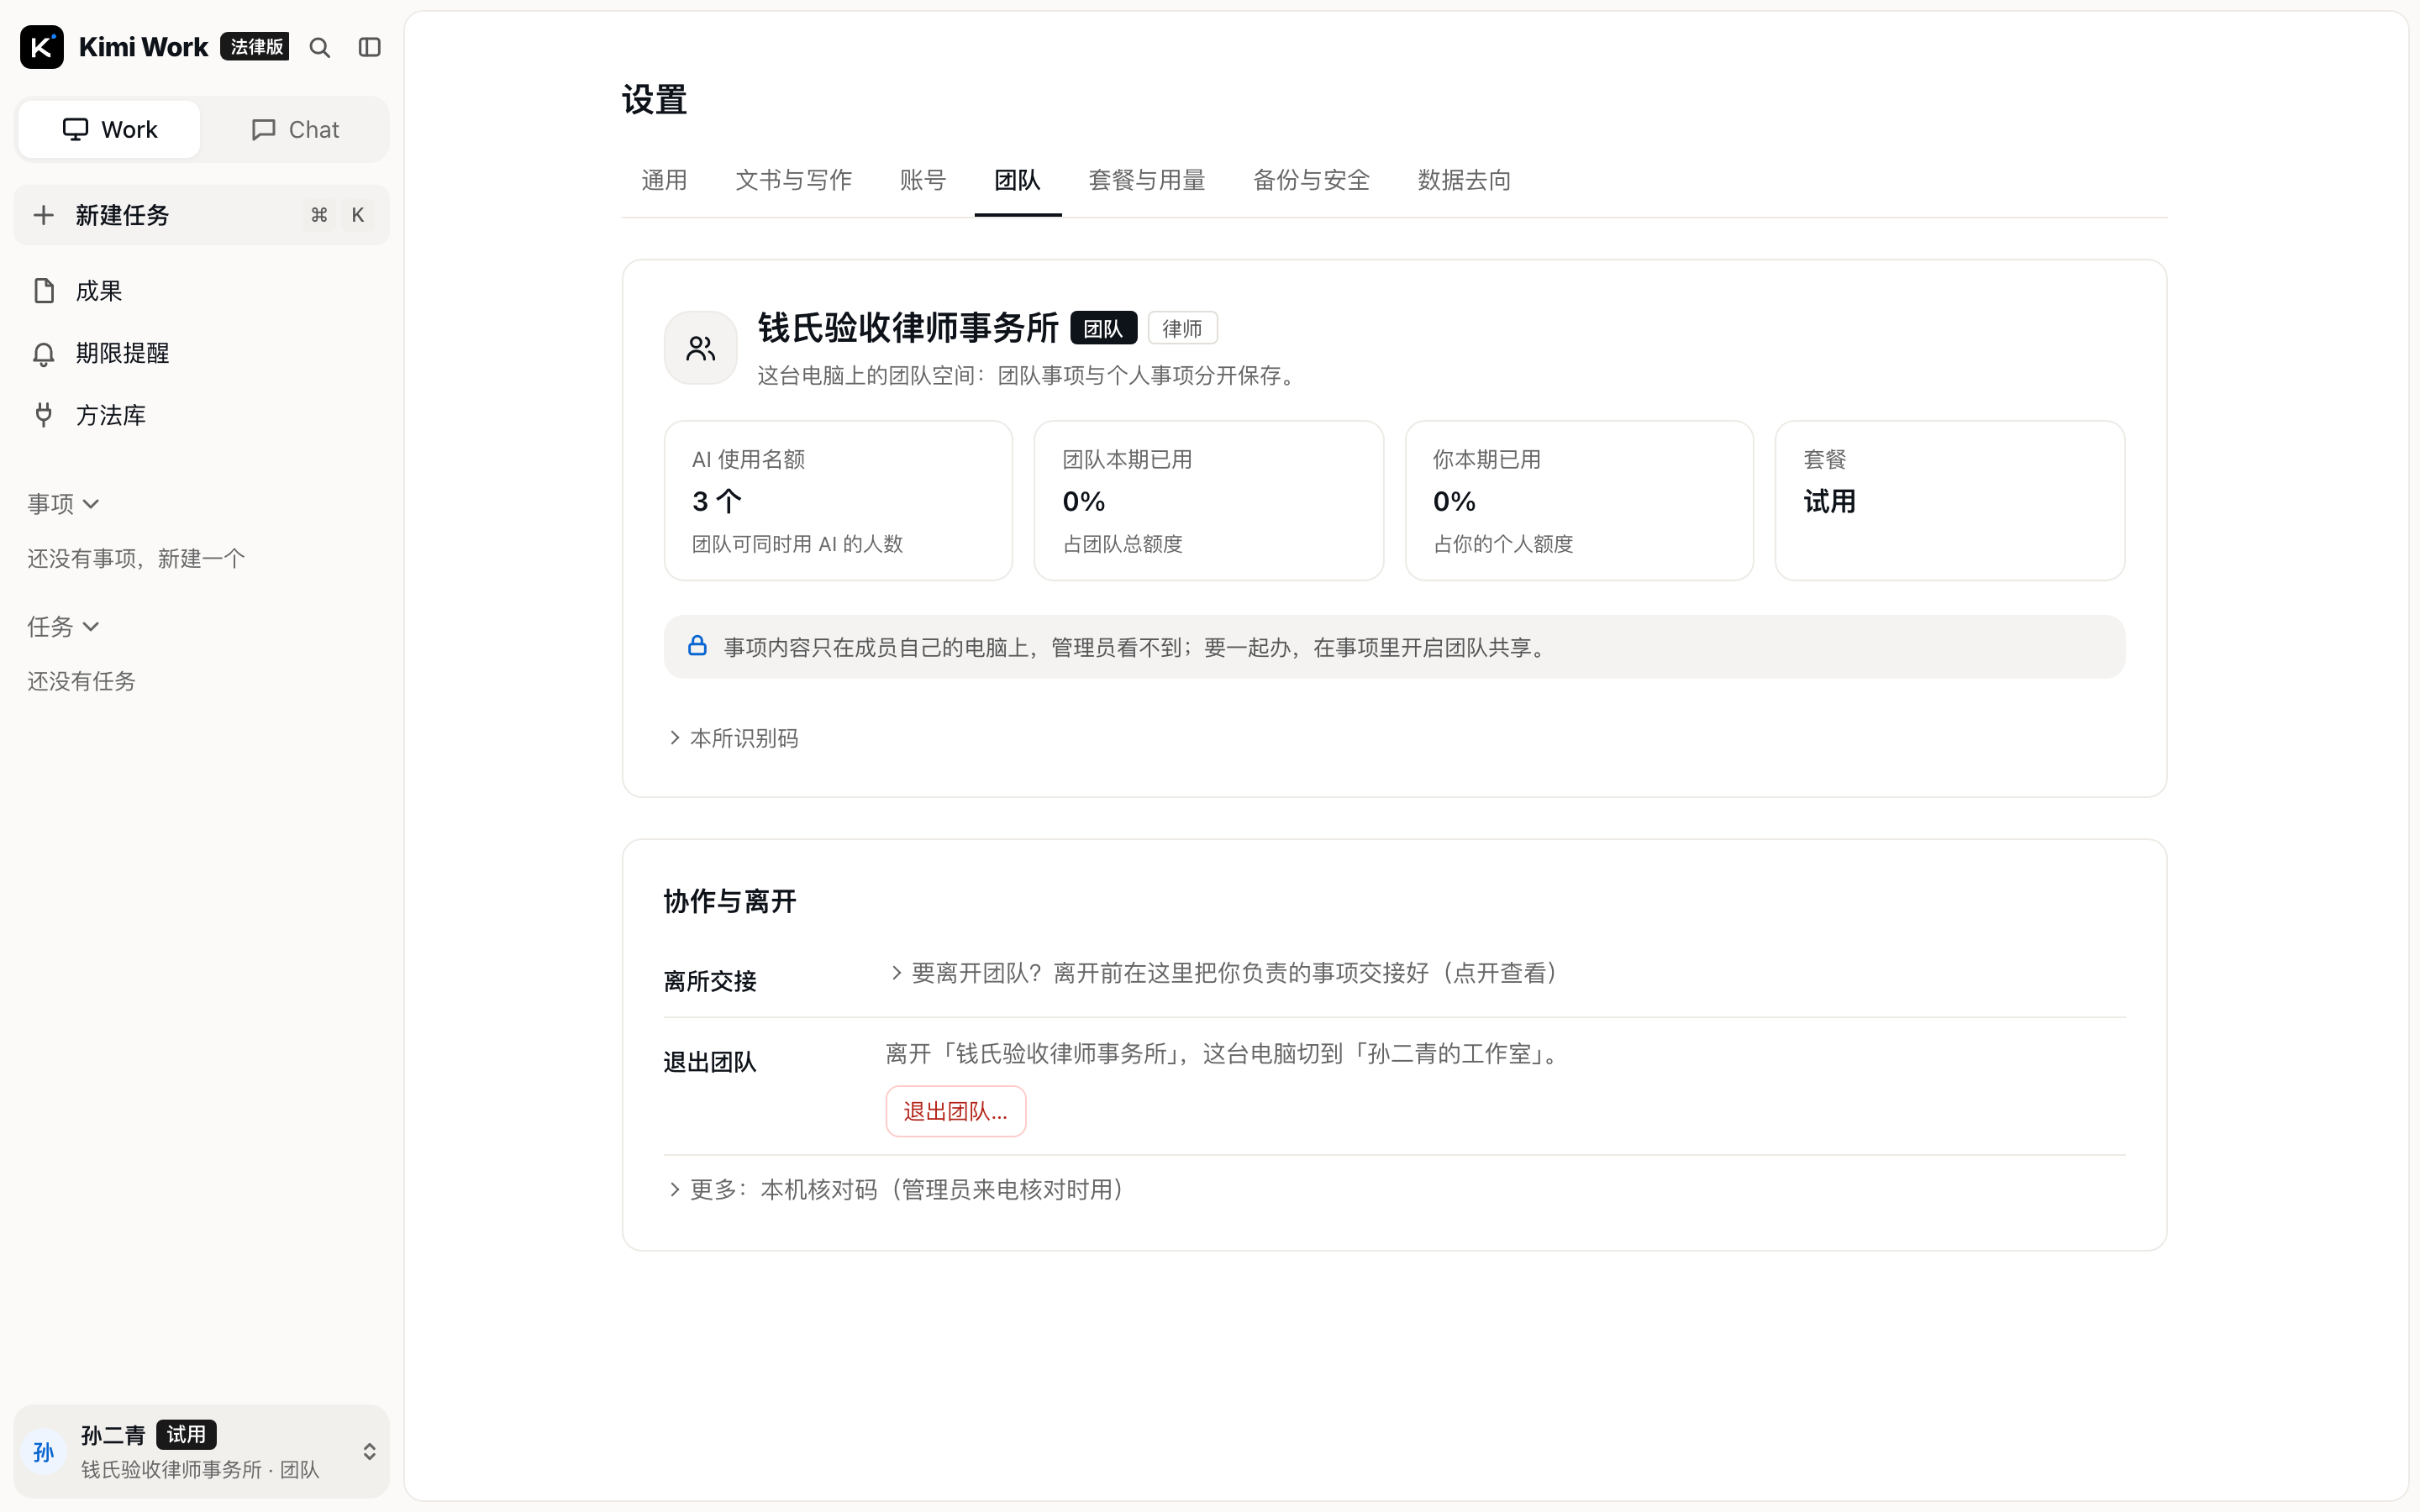 Kimi Work 法律版
Work
Chat
新建任务 ⌘ K
成果
期限提醒
方法库
事项
还没有事项，新建一个
任务
还没有任务
孙
孙二青 试用
钱氏验收律师事务所 · 团队
设置
通用 文书与写作 账号 团队 套餐与用量 备份与安全 数据去向
钱氏验收律师事务所 团队 律师
这台电脑上的团队空间：团队事项与个人事项分开保存。
AI 使用名额
3 个
团队可同时用 AI 的人数
团队本期已用
0%
占团队总额度
你本期已用
0%
占你的个人额度
套餐
试用
事项内容只在成员自己的电脑上，管理员看不到；要一起办，在事项里开启团队共享。
本所识别码
协作与离开
离所交接
要离开团队？离开前在这里把你负责的事项交接好（点开查看）
退出团队
离开「钱氏验收律师事务所」，这台电脑切到「孙二青的工作室」。
退出团队...
更多：本机核对码（管理员来电核对时用）